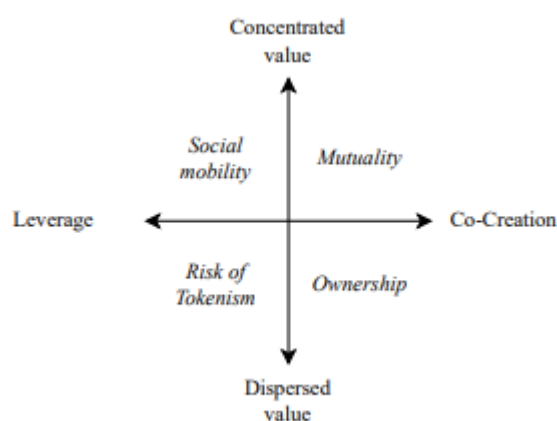 Concentrated
value
Social
mobility
Mutuality
Leverage
Co-Creation
Risk of
Tokenism
Ownership
Dispersed
value